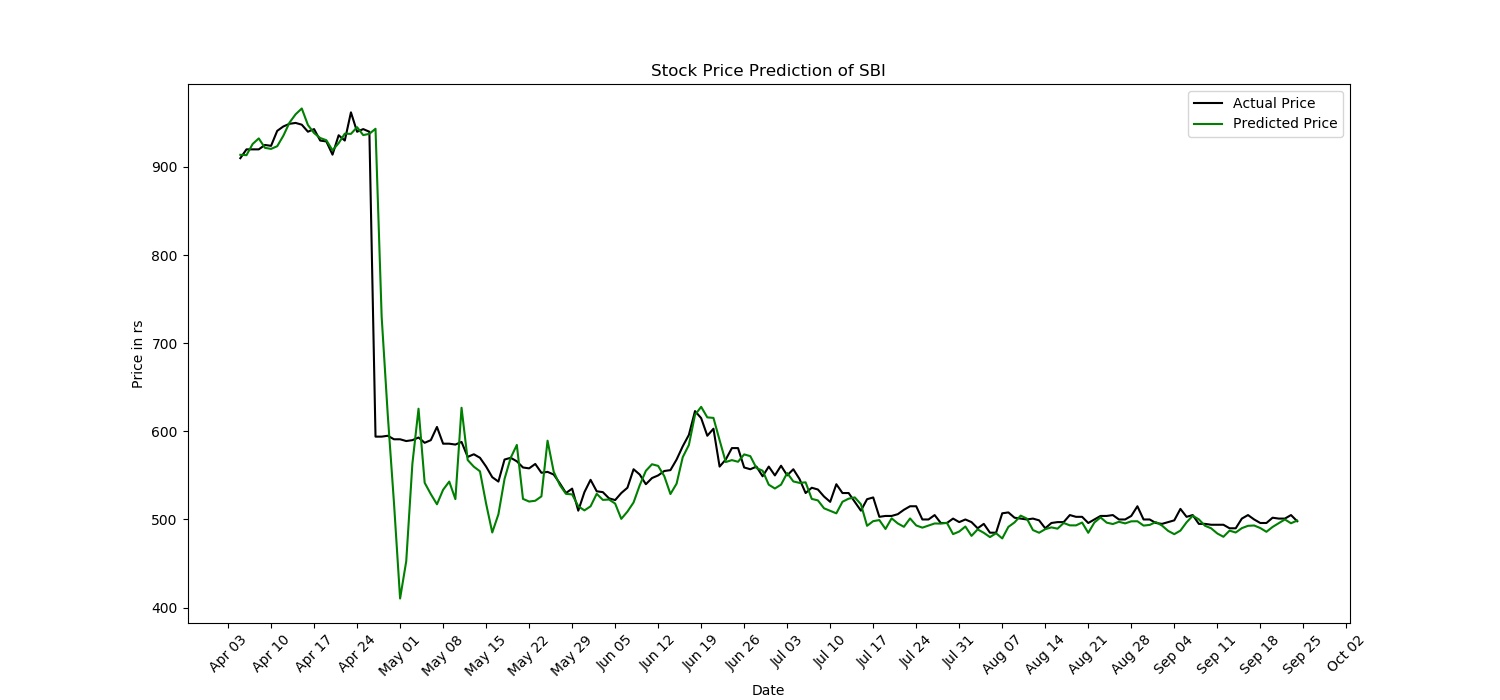 Stock Price Prediction of SBI
Actual Price
Predicted Price
Price in rs
900
800
700
600
500
400
Apr 03
Apr 10
Apr 17
Apr 24
May 01
May 08
May 15
May 22
May 29
Jun 05
Jun 12
Jun 19
Jun 26
Jul 03
Jul 10
Jul 17
Jul 24
Jul 31
Aug 07
Aug 14
Aug 21
Aug 28
Sep 04
Sep 11
Sep 18
Sep 25
Oct 02
Date